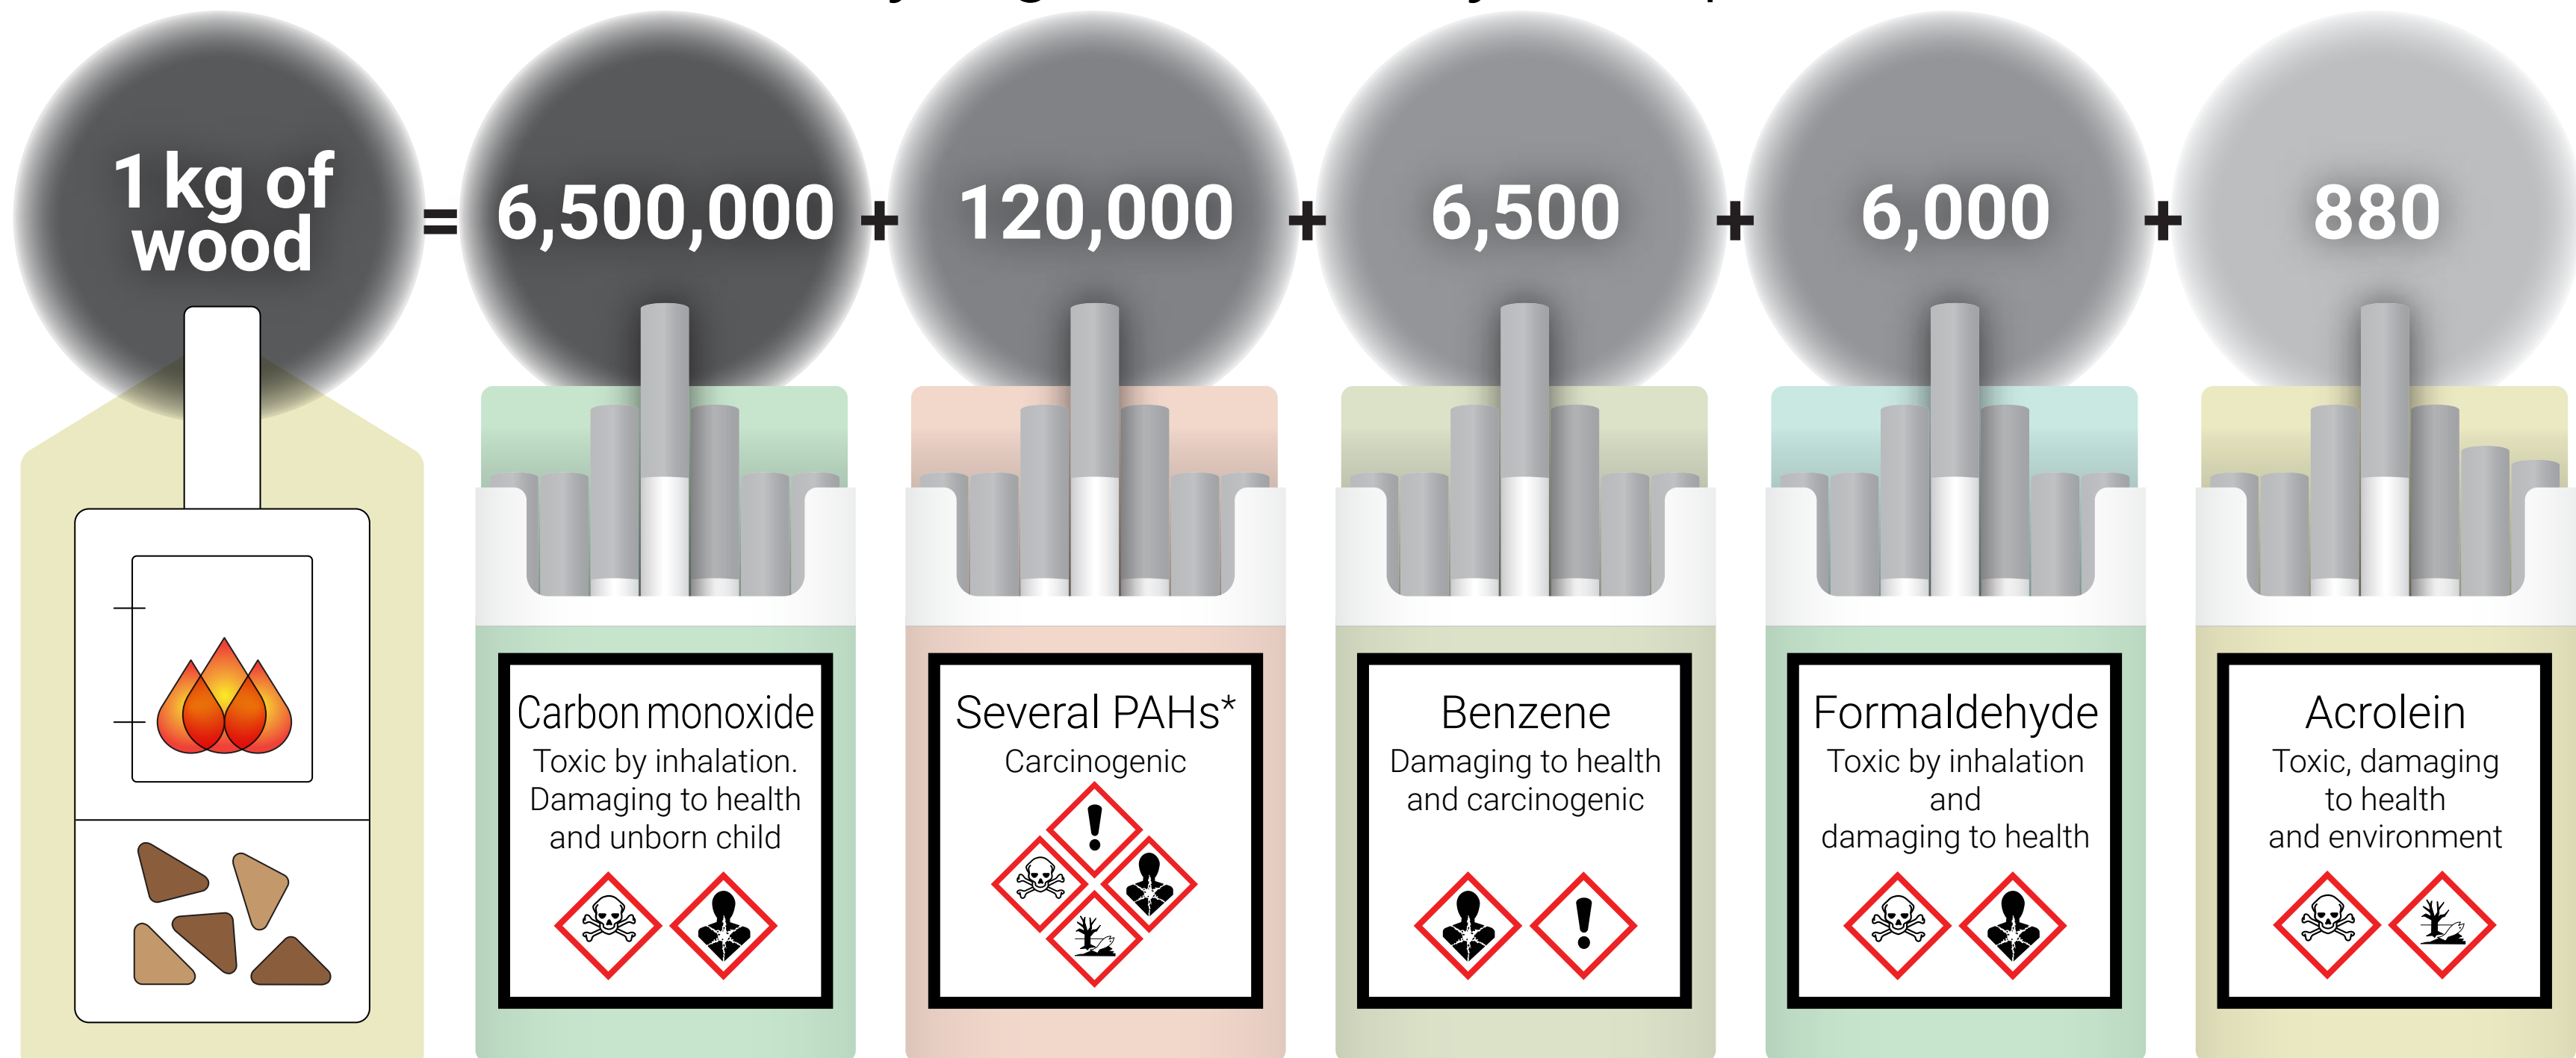 1 kg of
wood
=
6,500,000
+
120,000
+
6,500
+
6,000
+
880
Carbon monoxide
Toxic by inhalation.
Damaging to health
and unborn child
Several PAHs*
Carcinogenic
Benzene
Damaging to health
and carcinogenic
Formaldehyde
Toxic by inhalation
and
damaging to health
Acrolein
Toxic, damaging
to health
and environment